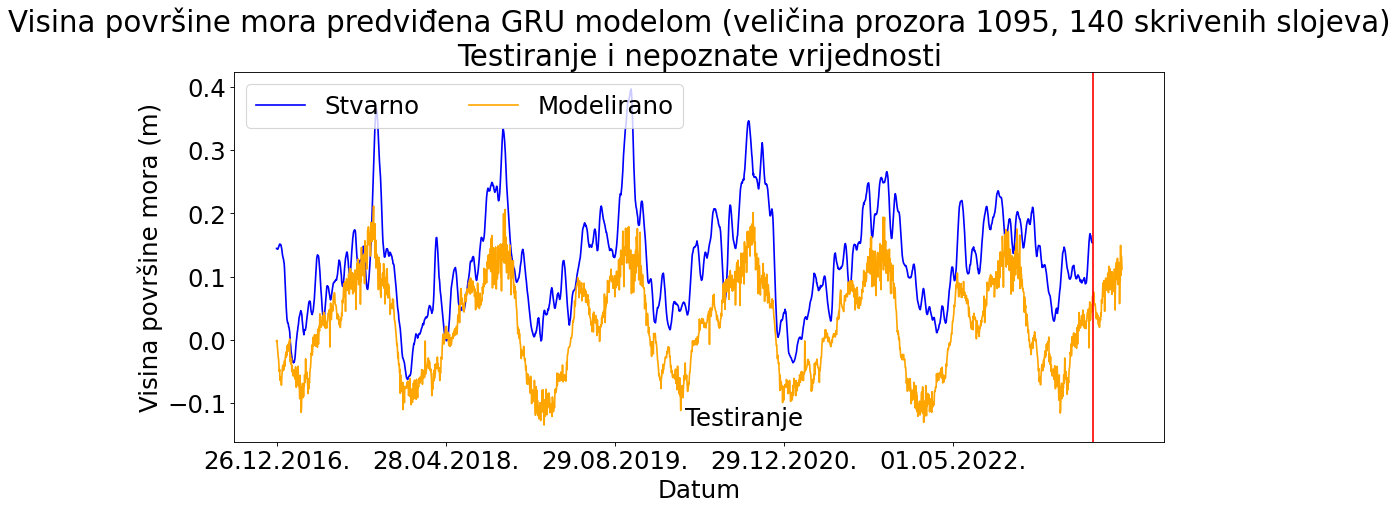 Visina površine mora predviđena GRU modelom (veličina prozora 1095, 140 skrivenih slojeva)
Testiranje i nepoznate vrijednosti
Stvarno
Modelirano
Visina površine mora (m)
0.4
0.3
0.2
0.1
0.0
−0.1
Testiranje
26.12.2016.
28.04.2018.
29.08.2019.
29.12.2020.
01.05.2022.
Datum